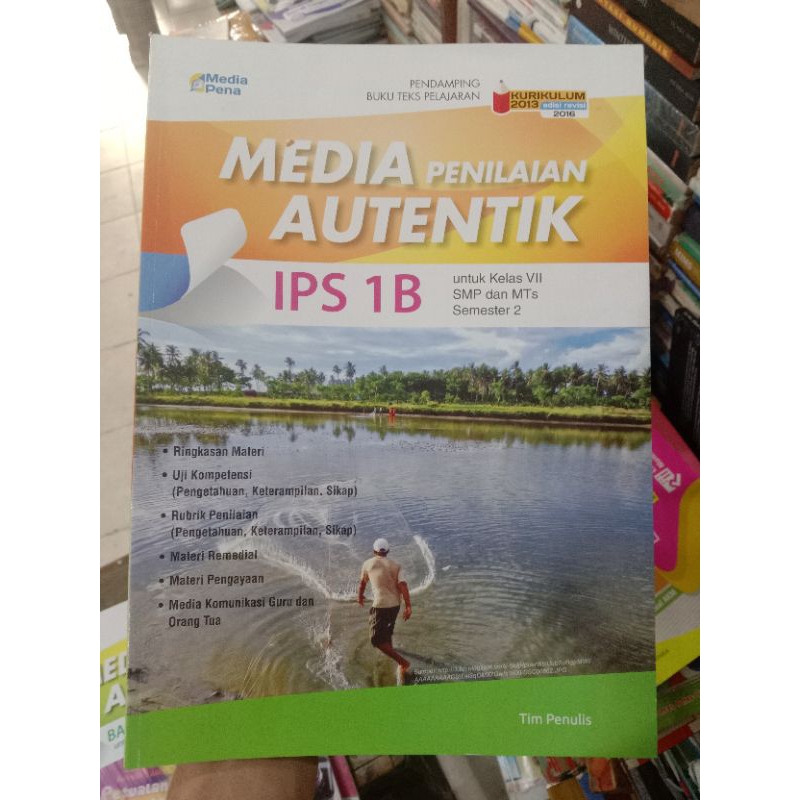 Media
Pena
PENDAMPING
BUKU TEKS PELAJARAN
KURIKULUM
2013 edisi revisi
2016
MEDIA PENILAIAN
AUTENTIK
IPS 1B
untuk Kelas VII
SMP dan MTs
Semester 2
• Ringkasan Materi
• Uji Kompetensi
(Pengetahuan, Keterampilan, Sikap)
• Rubrik Penilaian
(Pengetahuan, Keterampilan, Sikap)
• Materi Remedial
• Materi Pengayaan
• Media Komunikasi Guru dan
Orang Tua
Tim Penulis